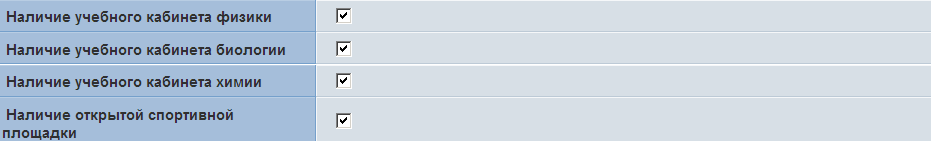 Наличие учебного кабинета физики
Наличие учебного кабинета биологии
Наличие учебного кабинета химии
Наличие открытой спортивной
площадки